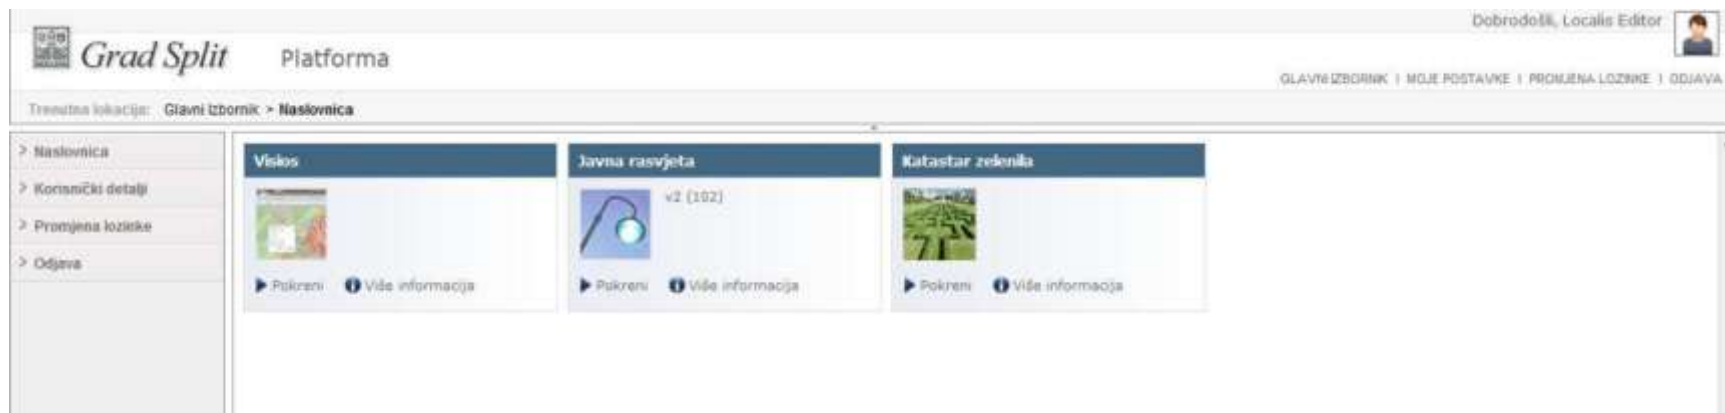 Dobrodošli, Localis Editor
Grad Split
Platforma
GLAVNI IZBORNIK | MOJE POSTAVKE | PROMJENA LOZINKE | ODJAVA
Trenutna lokacija: Glavni Izbornik > Naslovnica
> Naslovnica
> Korisnički detalji
> Promjena lozinke
> Odjava
Visios
Pokreni Više informacija
Javna rasvjeta
v2 (102)
Pokreni Više informacija
Katastar zelenila
Pokreni Više informacija